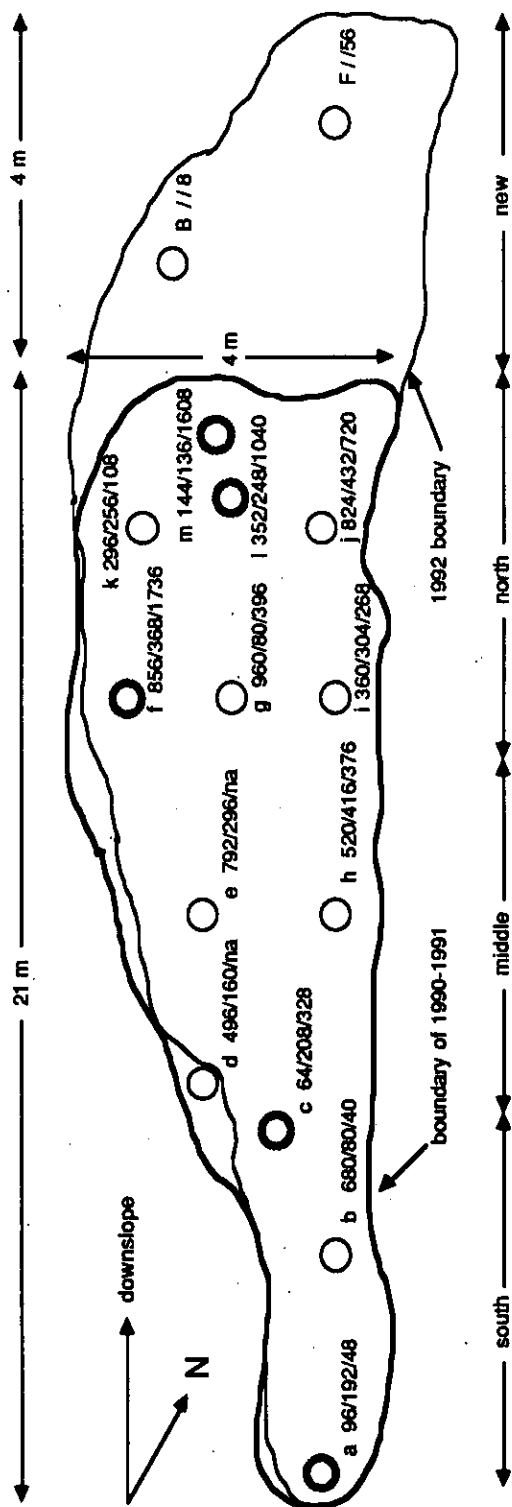 21 m
4 m
downslope
N
B / / 8
F / / 56
4 m
k 296/256/108
m 144/136/1608
l 352/248/1040
j 824/432/720
f 856/368/1736
g 960/80/396
i 360/304/268
e 792/296/na
h 520/416/376
d 496/160/na
c 64/208/328
b 680/80/40
a 96/192/48
1992 boundary
boundary of 1990-1991
south
middle
north
new